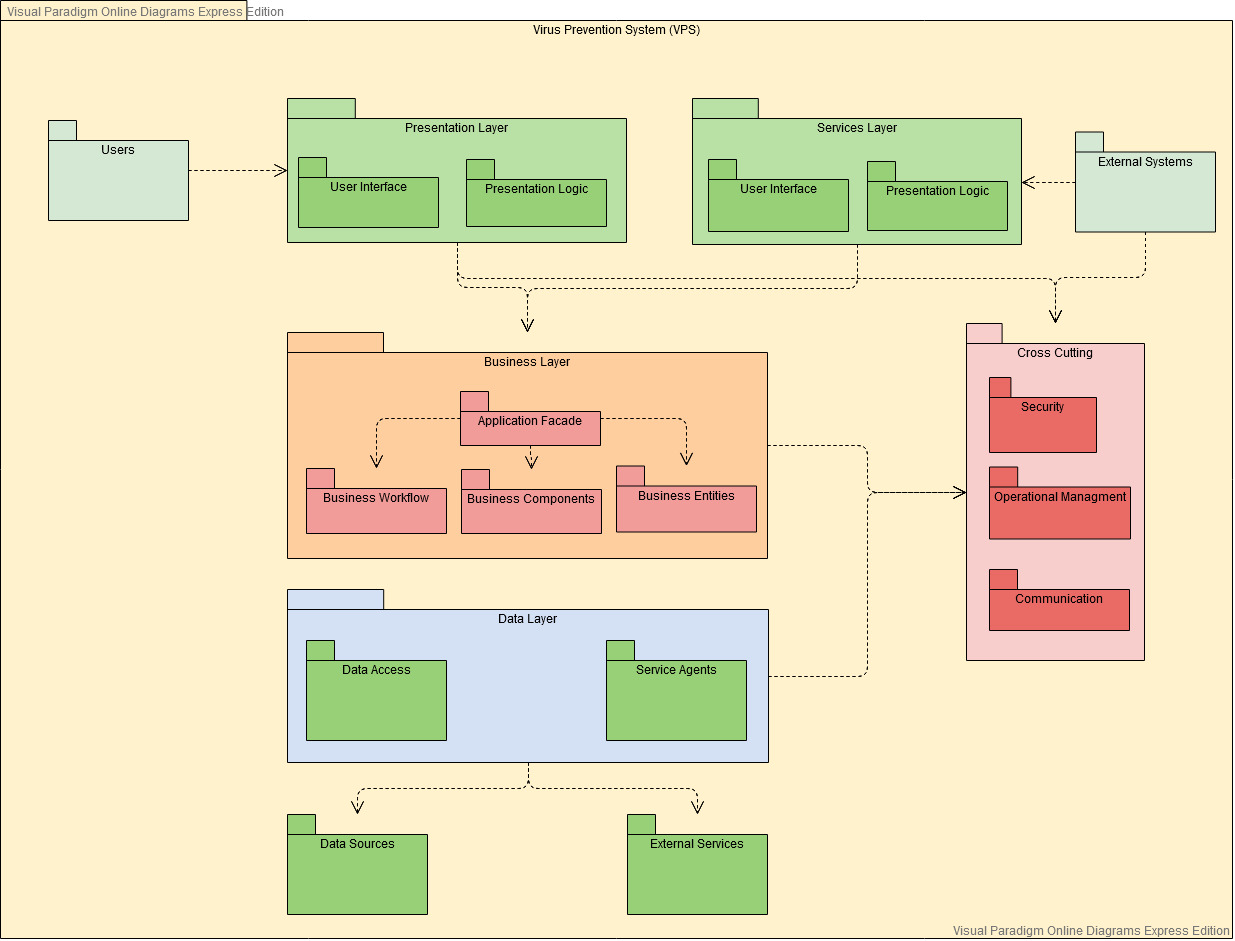 Visual Paradigm Online Diagrams Express Edition
Virus Prevention System (VPS)
Users
Presentation Layer
User Interface
Presentation Logic
Services Layer
User Interface
Presentation Logic
External Systems
Business Layer
Application Facade
Business Workflow
Business Components
Business Entities
Cross Cutting
Security
Operational Managment
Communication
Data Layer
Data Access
Service Agents
Data Sources
External Services
Visual Paradigm Online Diagrams Express Edition